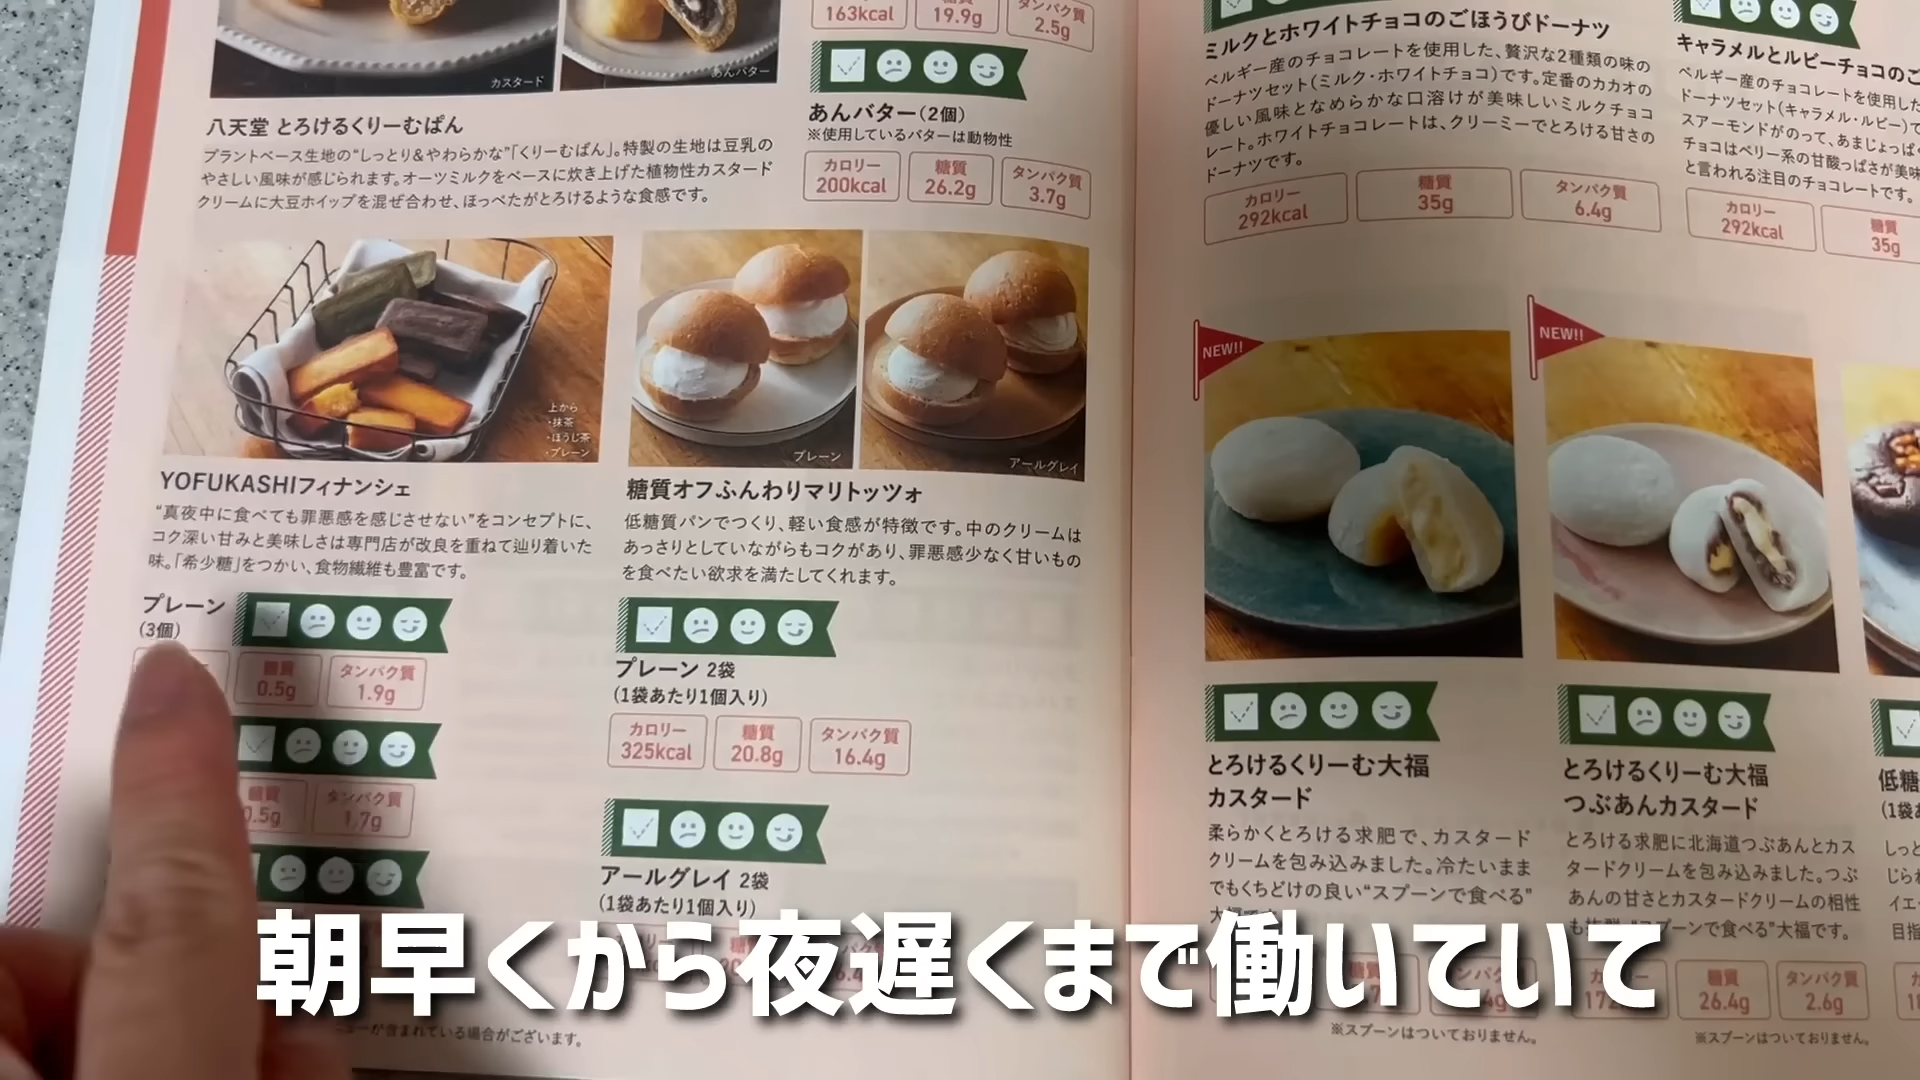 カスタード
あんバター
八天堂 とろけるくりーむぱん
プラントベース生地の“しっとり&やわらかな”「くりーむぱん」。特製の生地は豆乳の
やさしい風味が感じられます。オーツミルクをベースに炊き上げた植物性カスタード
クリームに大豆ホイップを混ぜ合わせ、ほっぺたがとろけるような食感です。
163kcal
糖質
19.9g
タンパク質
2.5g
あんバター(2個)
※使用しているバターは動物性
カロリー
200kcal
糖質
26.2g
タンパク質
3.7g
上から
・抹茶
・ほうじ茶
・プレーン
YOFUKASHIフィナンシェ
“真夜中に食べても罪悪感を感じさせない”をコンセプトに、
コク深い甘みと美味しさは専門店が改良を重ねて辿り着いた
味。「希少糖」をつかい、食物繊維も豊富です。
プレーン
(3個)
糖質
0.5g
タンパク質
1.9g
糖質
0.5g
タンパク質
1.7g
プレーン
アールグレイ
糖質オフふんわりマリトッツォ
低糖質パンでつくり、軽い食感が特徴です。中のクリームは
あっさりとしていながらもコクがあり、罪悪感少なく甘いもの
を食べたい欲求を満たしてくれます。
プレーン 2袋
(1袋あたり1個入り)
カロリー
325kcal
糖質
20.8g
タンパク質
16.4g
アールグレイ 2袋
(1袋あたり1個入り)
が含まれている場合がございます。
ミルクとホワイトチョコのごほうびドーナツ
ベルギー産のチョコレートを使用した、贅沢な2種類の味の
ドーナツセット(ミルク・ホワイトチョコ)です。定番のカカオの
優しい風味となめらかな口溶けが美味しいミルクチョコ
レート。ホワイトチョコレートは、クリーミーでとろける甘さの
ドーナツです。
カロリー
292kcal
糖質
35g
タンパク質
6.4g
キャラメルとルビーチョコのご
ベルギー産のチョコレートを使用した
ドーナツセット(キャラメル・ルビー)で
スアーモンドがのって、あまじょっぱ
チョコはベリー系の甘酸っぱさが美味
と言われる注目のチョコレートです。
カロリー
292kcal
糖質
35g
NEW!!
NEW!!
とろけるくりーむ大福
カスタード
柔らかくとろける求肥で、カスタード
クリームを包み込みました。冷たいまま
でもくちどけの良い“スプーンで食べる”
※スプーンはついておりません。
とろけるくりーむ大福
つぶあんカスタード
とろける求肥に北海道つぶあんとカス
タードクリームを包み込みました。つぶ
あんの甘さとカスタードクリームの相性
スプーンで食べる”大福です。
糖質
26.4g
タンパク質
2.6g
※スプーンはついておりません。
低糖
(1袋あ
しっと
じられ
イエ
目指
朝早くから夜遅くまで働いていて